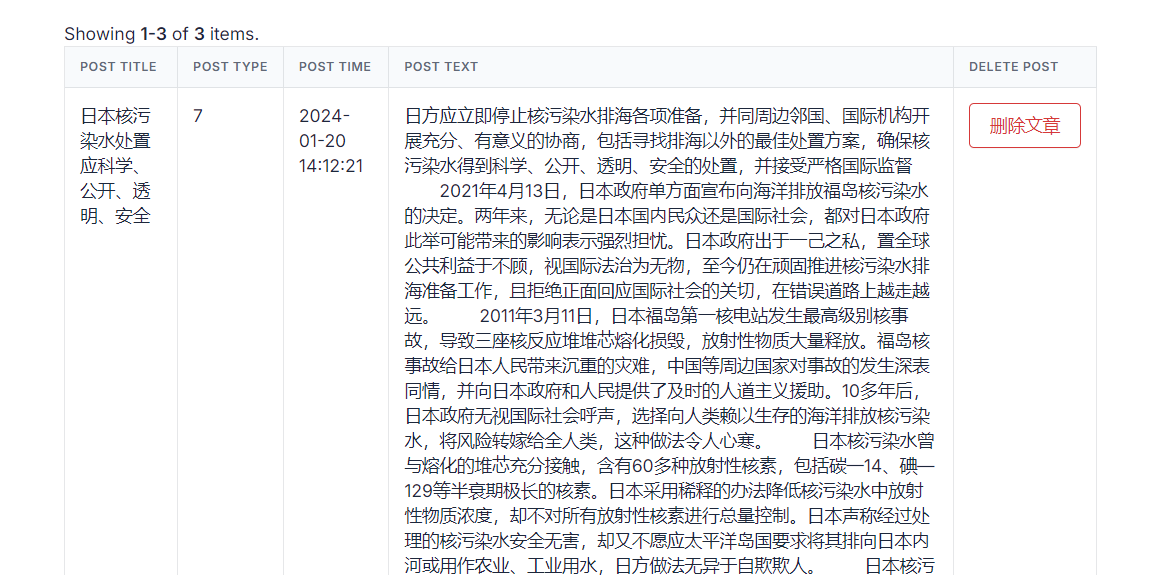 Showing 1-3 of 3 items.
POST TITLE
POST TYPE
POST TIME
POST TEXT
DELETE POST
日本核污
染水处置
应科学、
公开、透
明、安全
7
2024-
01-20
14:12:21
日方应立即停止核污染水排海各项准备，并同周边邻国、国际机构开
展充分、有意义的协商，包括寻找排海以外的最佳处置方案，确保核
污染水得到科学、公开、透明、安全的处置，并接受严格国际监督
2021年4月13日，日本政府单方面宣布向海洋排放福岛核污染水
的决定。两年来，无论是日本国内民众还是国际社会，都对日本政府
此举可能带来的影响表示强烈担忧。日本政府出于一己之私，置全球
公共利益于不顾，视国际法治为无物，至今仍在顽固推进核污染水排
海准备工作，且拒绝正面回应国际社会的关切，在错误道路上越走越
远。 2011年3月11日，日本福岛第一核电站发生最高级别核事
故，导致三座核反应堆堆芯熔化损毁，放射性物质大量释放。福岛核
事故给日本人民带来沉重的灾难，中国等周边国家对事故的发生深表
同情，并向日本政府和人民提供了及时的人道主义援助。10多年后，
日本政府无视国际社会呼声，选择向人类赖以生存的海洋排放核污染
水，将风险转嫁给全人类，这种做法令人心寒。 日本核污染水曾
与熔化的堆芯充分接触，含有60多种放射性核素，包括碳—14、碘—
129等半衰期极长的核素。日本采用稀释的办法降低核污染水中放射
性物质浓度，却不对所有放射性核素进行总量控制。日本声称经过处
理的核污染水安全无害，却又不愿应太平洋岛国要求将其排向日本内
河或用作农业、工业用水，日方做法无异于自欺欺人。 日本核污
删除文章